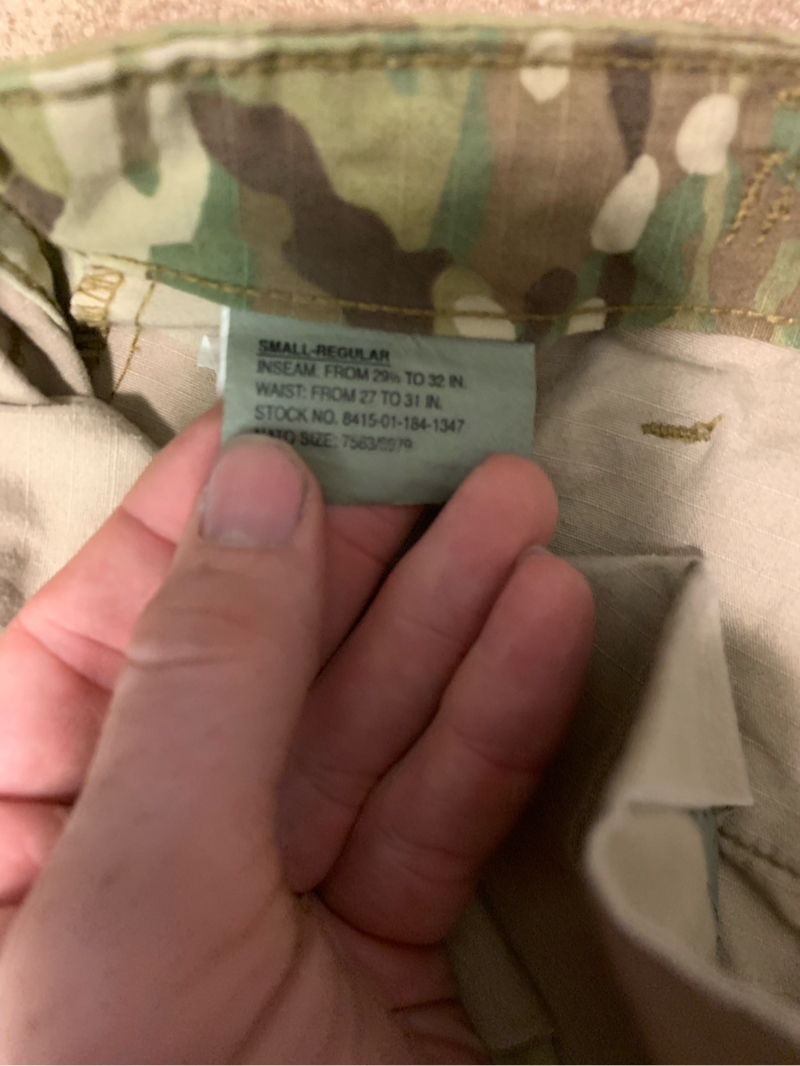 SMALL-REGULAR
INSEAM: FROM 29½ TO 32 IN.
WAIST: FROM 27 TO 31 IN.
STOCK NO. 8415-01-184-1347
NATO SIZE: